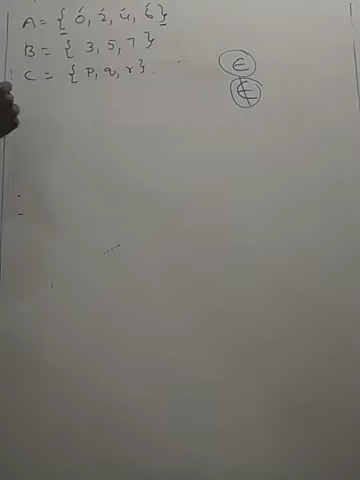 A = { 0, 2, 4, 6 }
B = { 3, 5, 7 }
C = { p, q, r }.
∈
∉